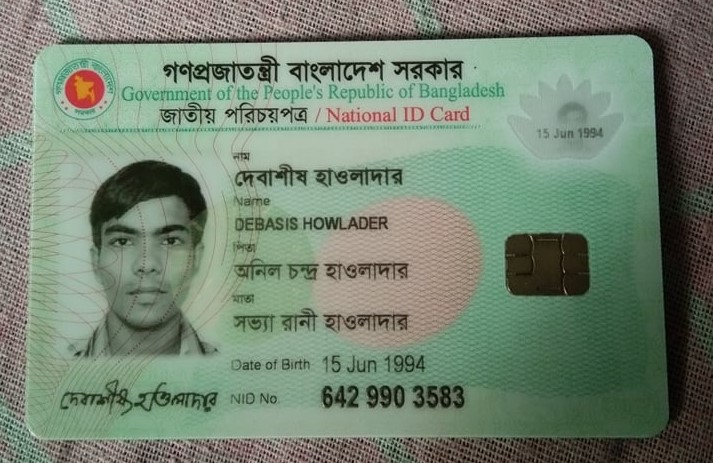 গণপ্রজাতন্ত্রী বাংলাদেশ সরকার
Government of the People's Republic of Bangladesh
জাতীয় পরিচয়পত্র / National ID Card
15 Jun 1994
নাম
দেবাশীষ হাওলাদার
Name
DEBASIS HOWLADER
পিতা
অনিল চন্দ্র হাওলাদার
মাতা
সভ্যা রানী হাওলাদার
Date of Birth 15 Jun 1994
দেবাশীষ হাওলাদার
NID No. 642 990 3583